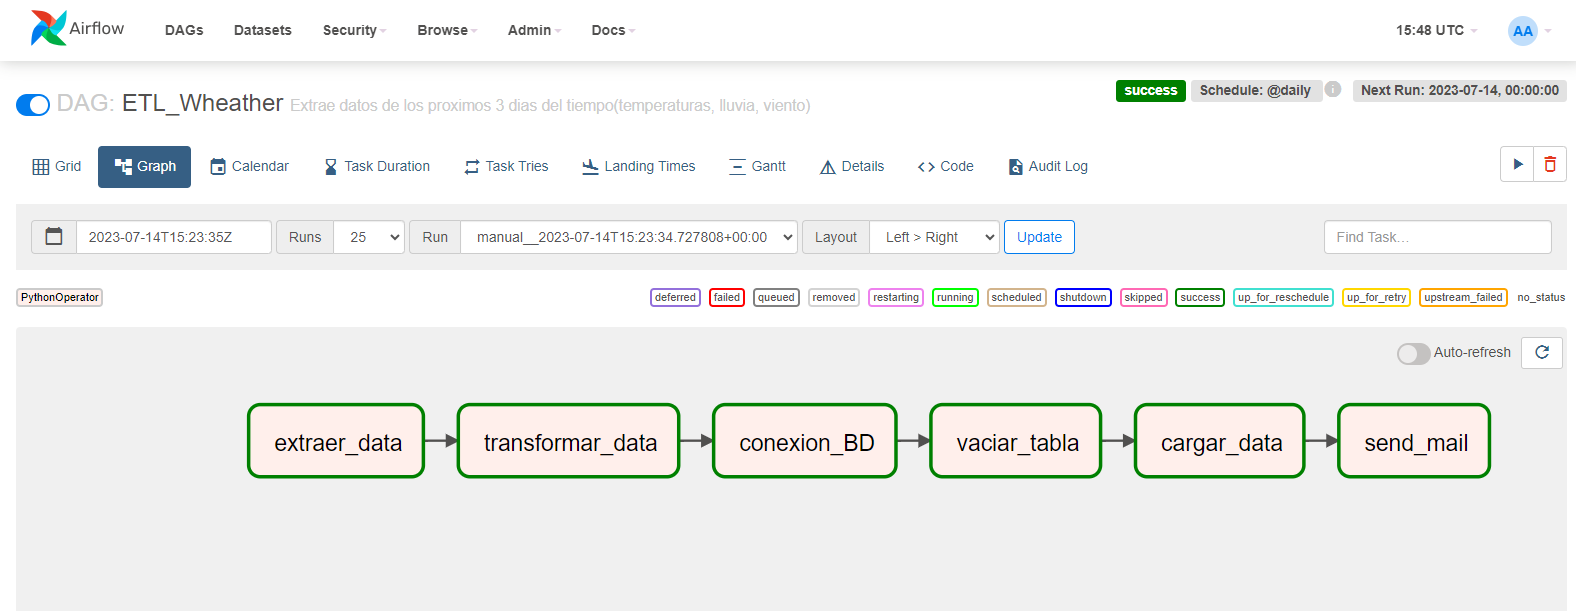 Airflow DAGs Datasets Security Browse Admin Docs 15:48 UTC AA
DAG: ETL_Wheather Extrae datos de los proximos 3 dias del tiempo(temperaturas, lluvia, viento) success Schedule: @daily i Next Run: 2023-07-14, 00:00:00
Grid Graph Calendar Task Duration Task Tries Landing Times Gantt Details Code Audit Log
2023-07-14T15:23:35Z Runs 25 Run manual__2023-07-14T15:23:34.727808+00:00 Layout Left > Right Update Find Task...
PythonOperator deferred failed queued removed restarting running scheduled shutdown skipped success up_for_reschedule up_for_retry upstream_failed no_status
Auto-refresh
extraer_data transformar_data conexion_BD vaciar_tabla cargar_data send_mail